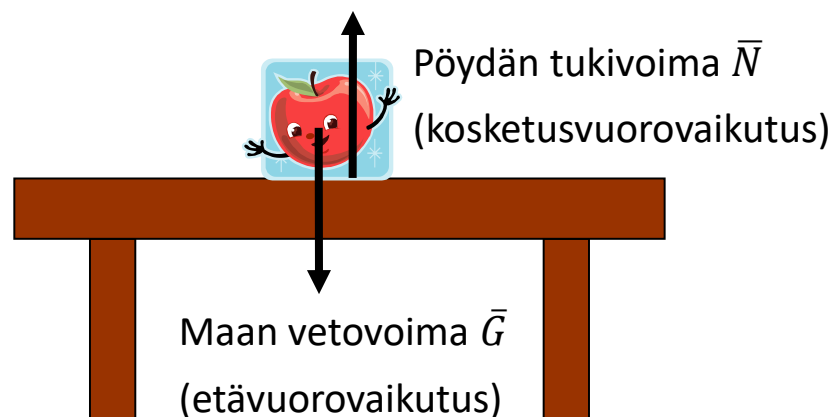 Pöydän tukivoima N̅
(kosketusvuorovaikutus)
Maan vetovoima G̅
(etävuorovaikutus)